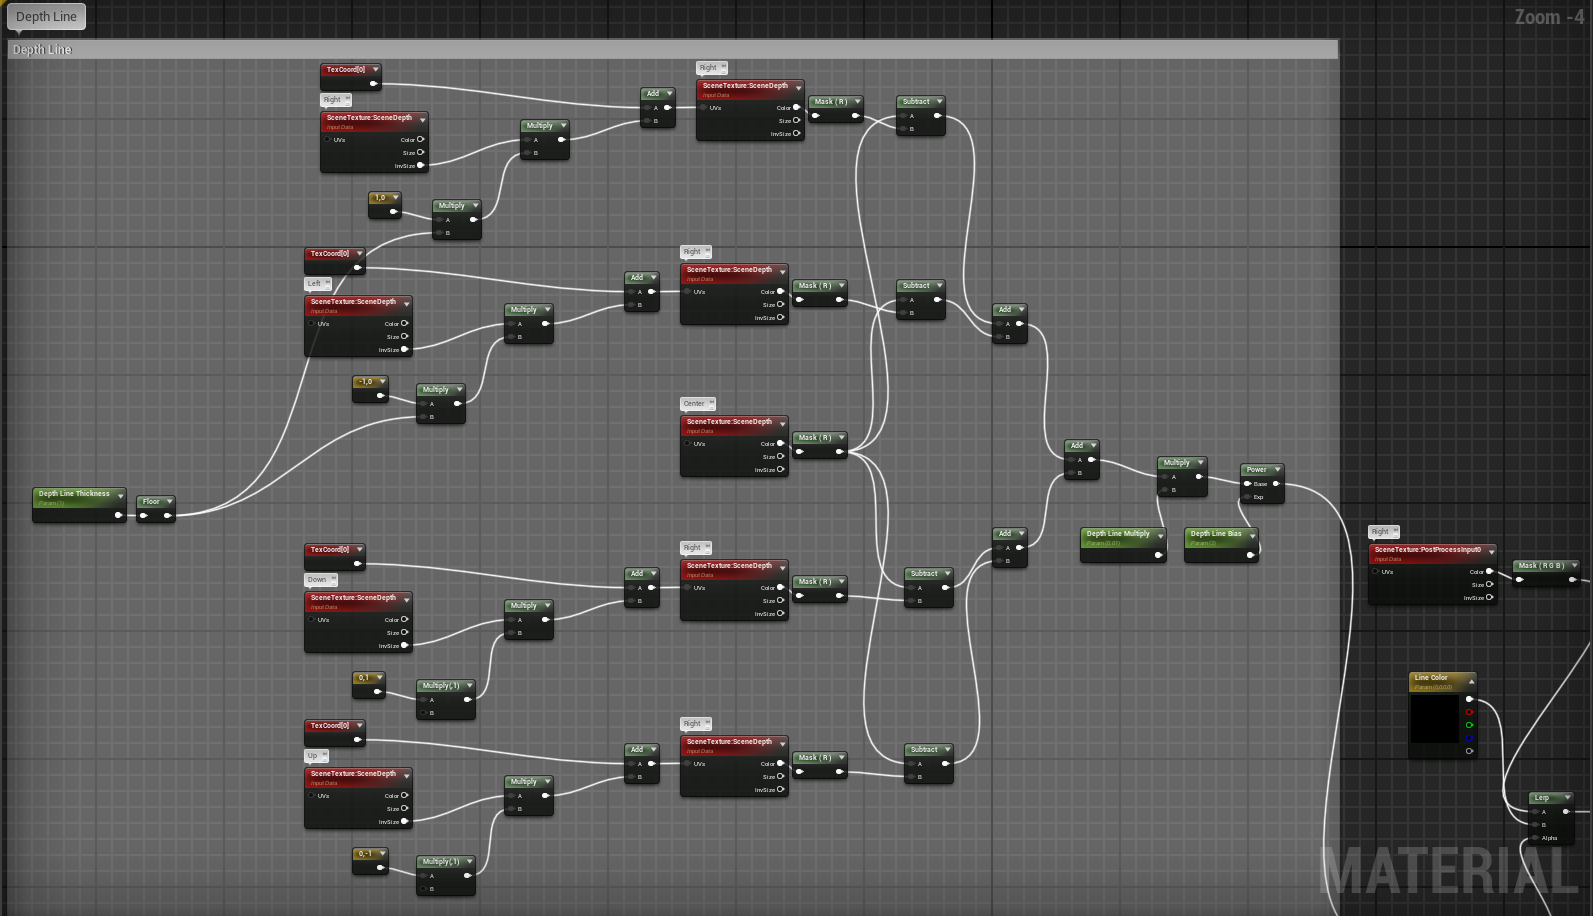 Depth Line
Zoom -4
Depth Line
TexCoord[0]
Right
SceneTexture:SceneDepth
Input Data
UVs
Color
Size
InvSize
1,0
Multiply
A
B
Multiply
A
B
Add
A
B
Right
SceneTexture:SceneDepth
Input Data
UVs
Color
Size
InvSize
Mask ( R )
Subtract
A
B
TexCoord[0]
Left
SceneTexture:SceneDepth
Input Data
UVs
Color
Size
InvSize
-1,0
Multiply
A
B
Multiply
A
B
Add
A
B
Right
SceneTexture:SceneDepth
Input Data
UVs
Color
Size
InvSize
Mask ( R )
Subtract
A
B
Add
A
B
Center
SceneTexture:SceneDepth
Input Data
UVs
Color
Size
InvSize
Mask ( R )
Add
A
B
Multiply
A
B
Power
Base
Exp
Depth Line Thickness
Param (1)
Floor
Depth Line Multiply
Param (0.01)
Depth Line Bias
TexCoord[0]
Down
SceneTexture:SceneDepth
Input Data
UVs
Color
Size
InvSize
0,1
Multiply(,1)
A
B
Multiply
A
B
Add
A
B
Right
SceneTexture:SceneDepth
Input Data
UVs
Color
Size
InvSize
Mask ( R )
Subtract
A
B
Add
A
B
Right
SceneTexture:PostProcessInput0
Input Data
UVs
Color
Size
InvSize
Mask ( R G B )
TexCoord[0]
Up
SceneTexture:SceneDepth
Input Data
UVs
Color
Size
InvSize
0,-1
Multiply(,1)
A
B
Multiply
A
B
Add
A
B
Right
SceneTexture:SceneDepth
Input Data
UVs
Color
Size
InvSize
Mask ( R )
Subtract
A
B
Line Color
Param (0,0,0,0)
Lerp
A
B
Alpha
MATERIAL